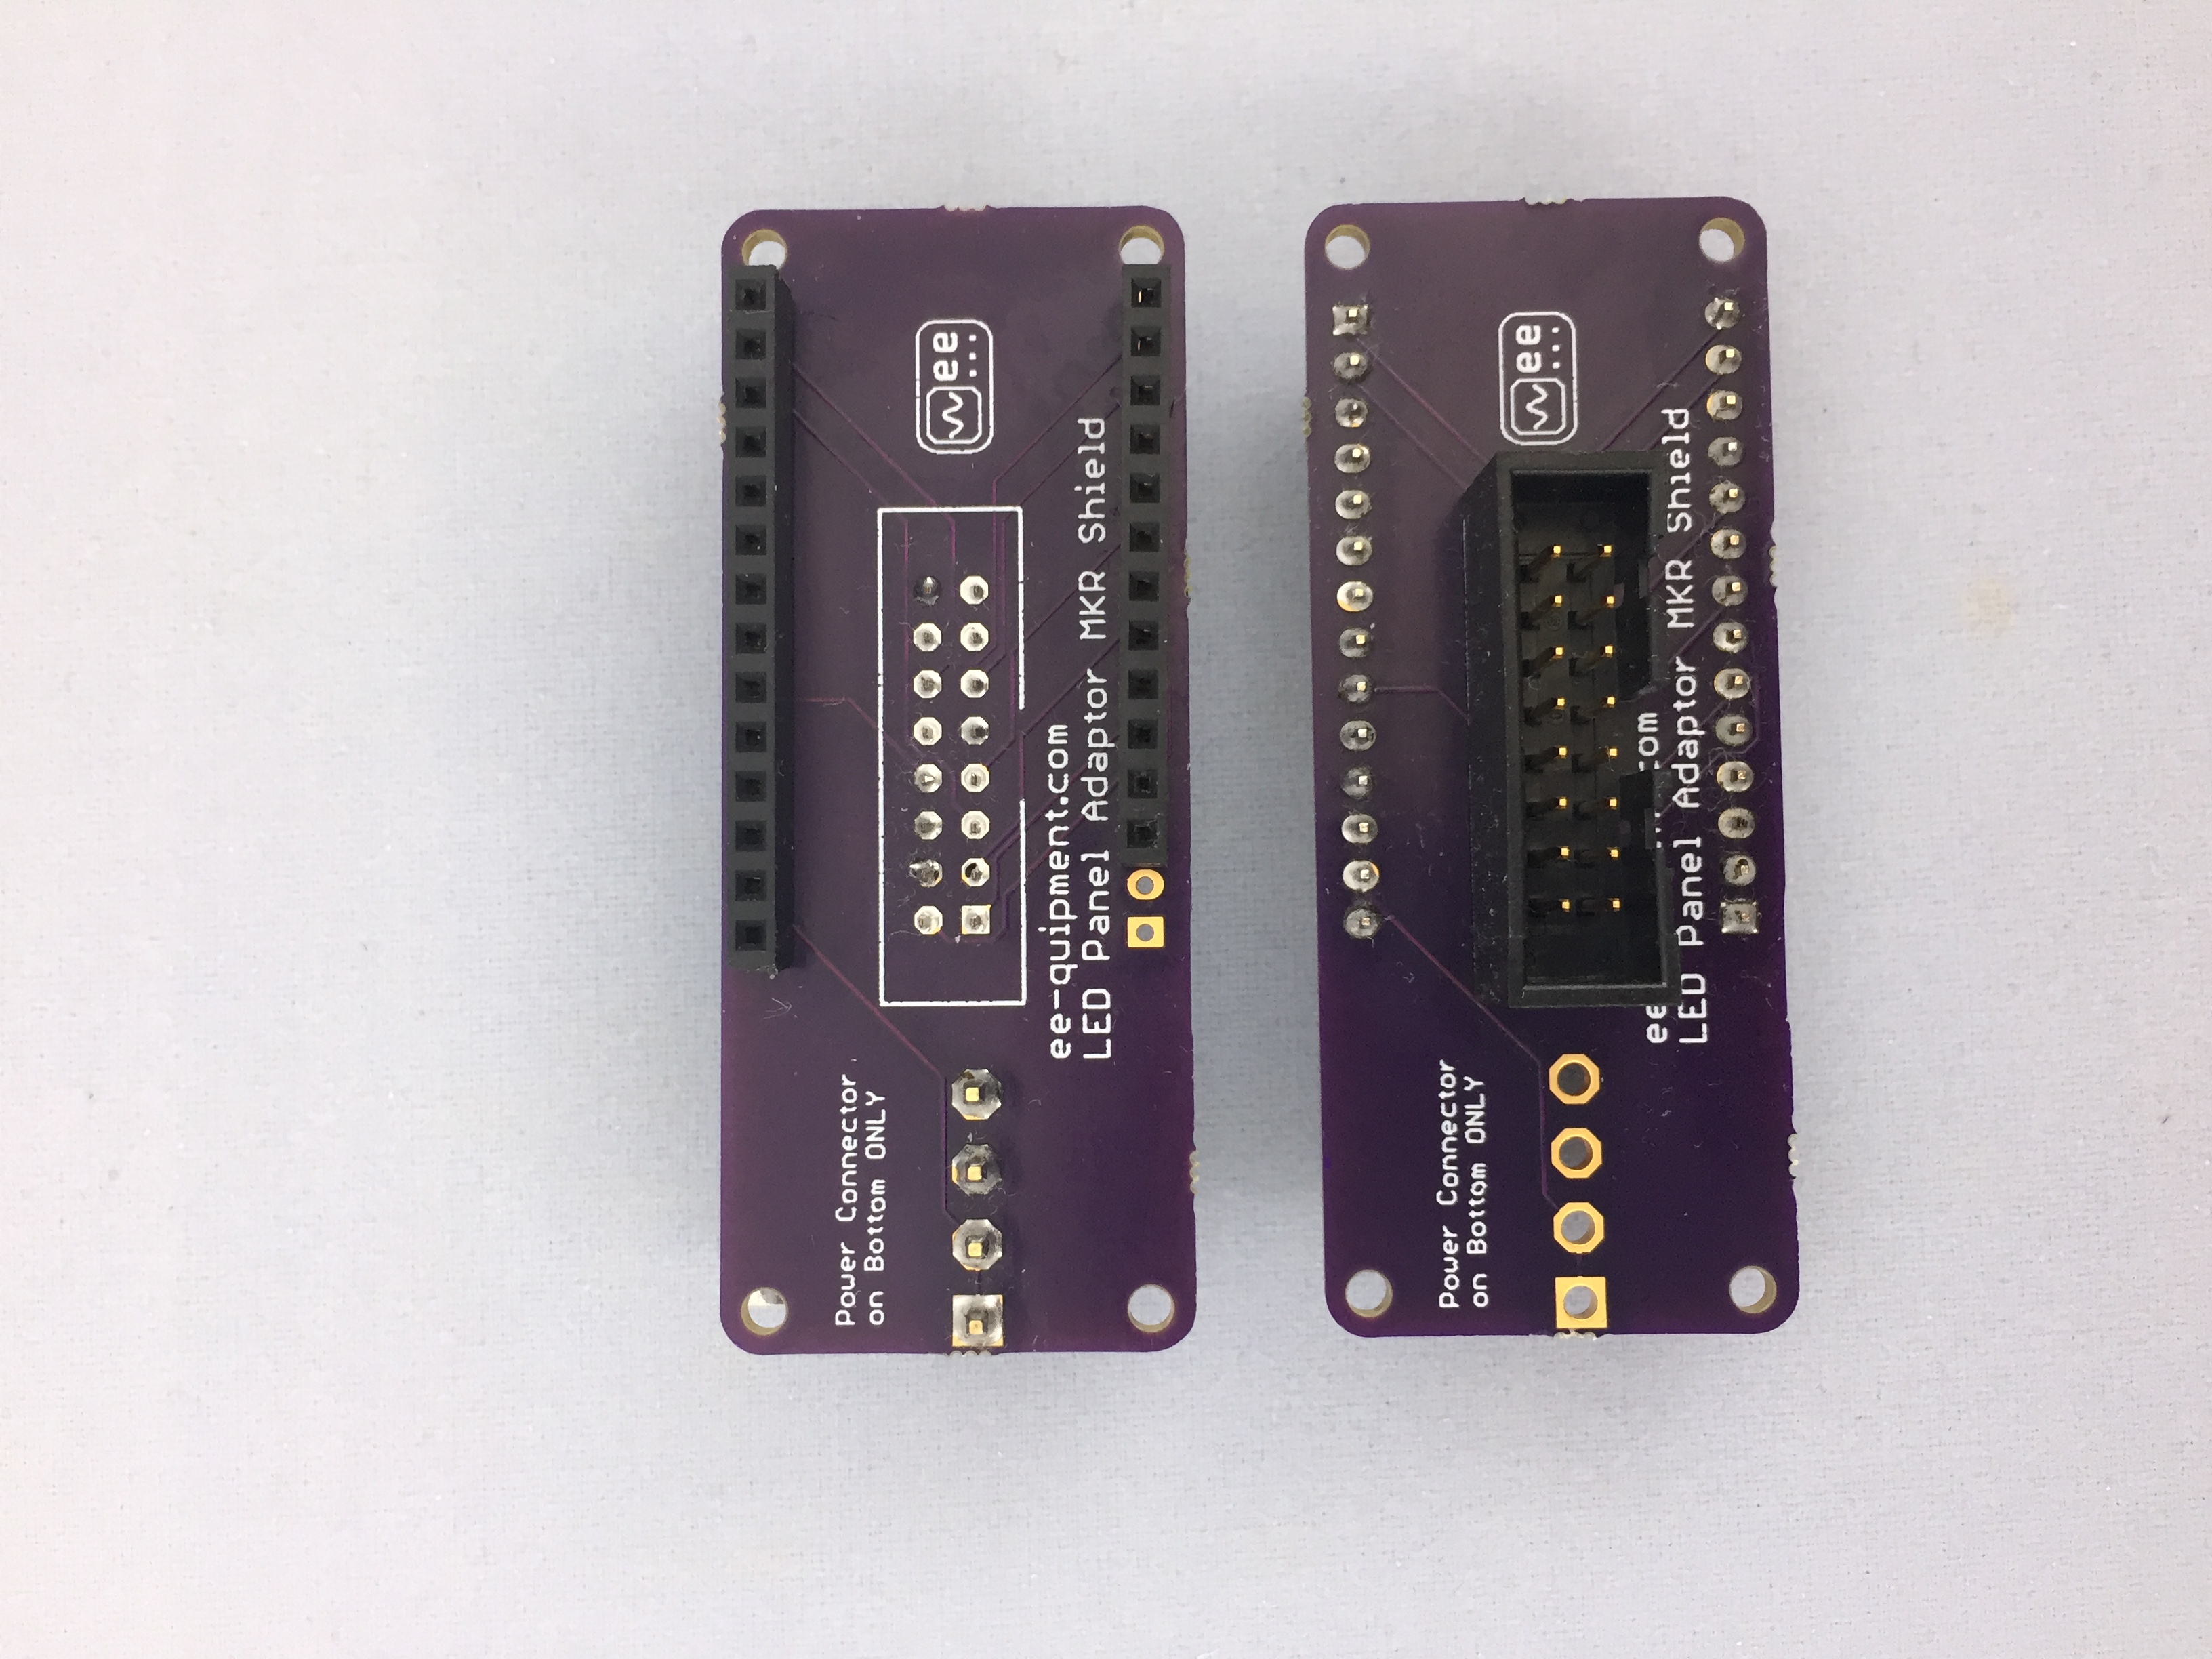 Power Connector
on Bottom ONLY
ee
ee-quipment.com
LED Panel Adaptor MKR Shield
Power Connector
on Bottom ONLY
ee
ee com
LED Panel Adaptor MKR Shield